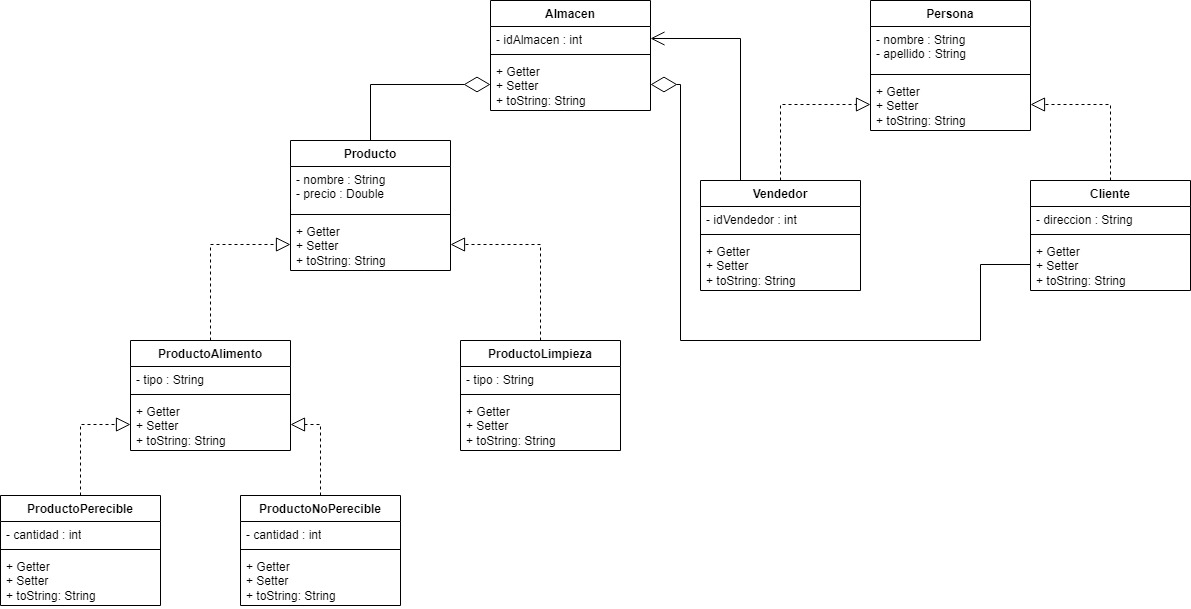 Almacen
- idAlmacen : int
+ Getter
+ Setter
+ toString: String
Persona
- nombre : String
- apellido : String
+ Getter
+ Setter
+ toString: String
Producto
- nombre : String
- precio : Double
+ Getter
+ Setter
+ toString: String
Vendedor
- idVendedor : int
+ Getter
+ Setter
+ toString: String
Cliente
- direccion : String
+ Getter
+ Setter
+ toString: String
ProductoAlimento
- tipo : String
+ Getter
+ Setter
+ toString: String
ProductoLimpieza
- tipo : String
+ Getter
+ Setter
+ toString: String
ProductoPerecible
- cantidad : int
+ Getter
+ Setter
+ toString: String
ProductoNoPerecible
- cantidad : int
+ Getter
+ Setter
+ toString: String